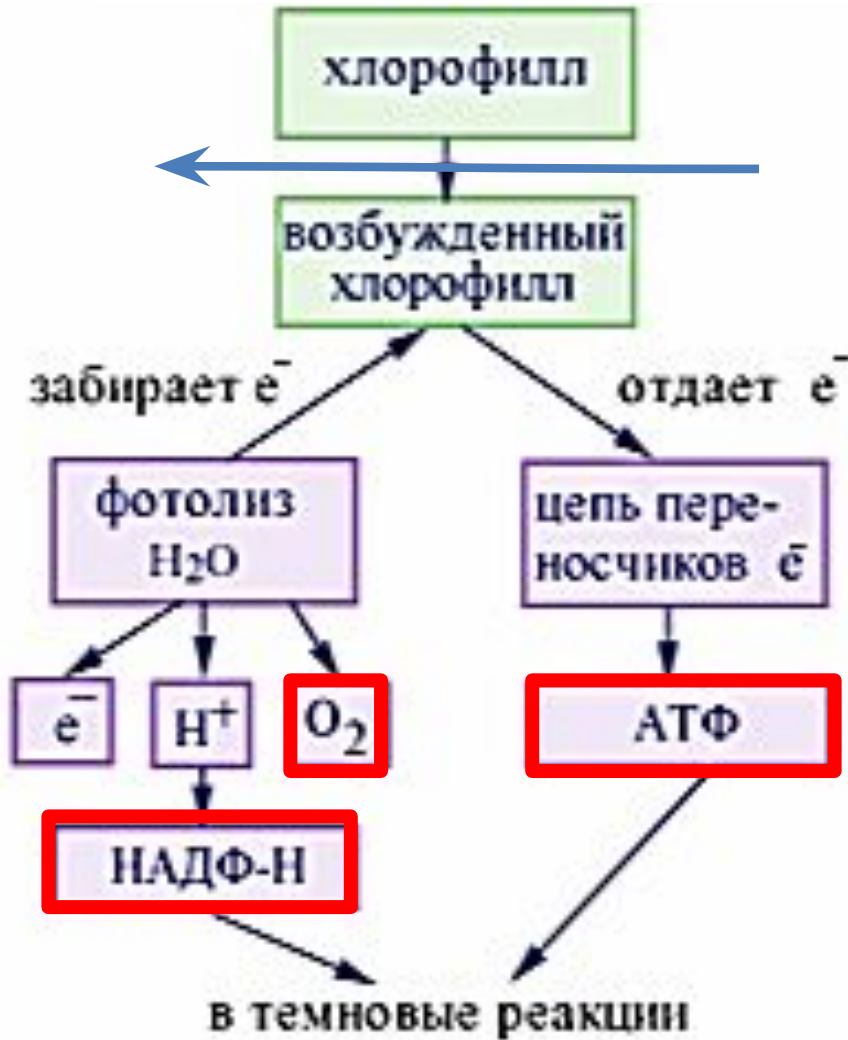 хлорофилл
возбужденный
хлорофилл
забирает e⁻
отдает e⁻
фотолиз
H₂O
цепь пере-
носчиков e⁻
e⁻
H⁺
O₂
АТФ
НАДФ-Н
в темновые реакции